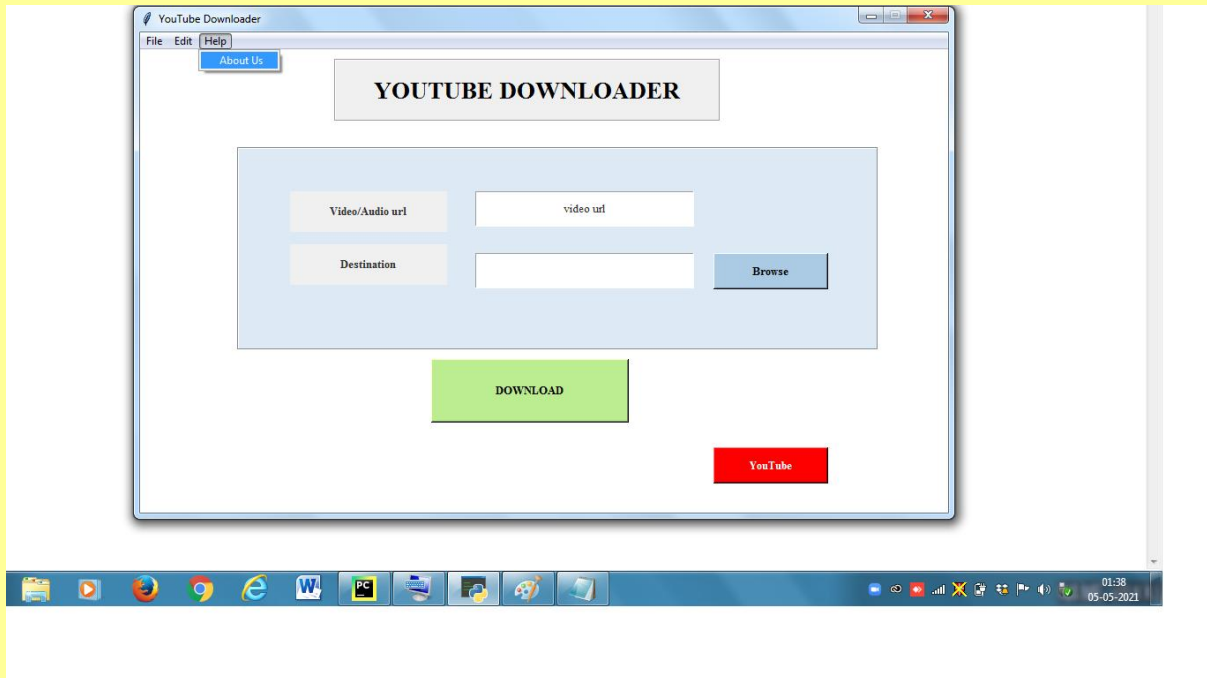 YouTube Downloader
File Edit Help
About Us
YOUTUBE DOWNLOADER
Video/Audio url
video url
Destination
Browse
DOWNLOAD
YouTube
W
PC
01:38
05-05-2021